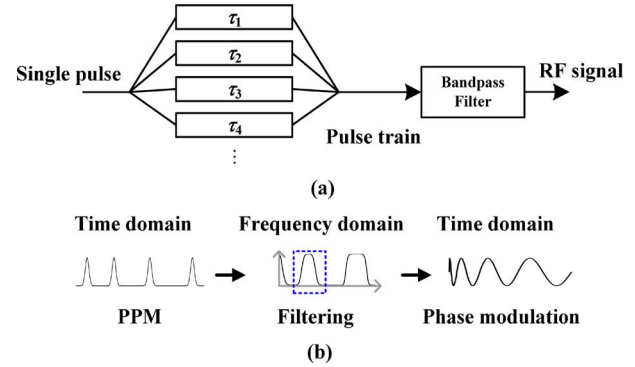 τ1
τ2
Single pulse
τ3
τ4
⋮
Pulse train
Bandpass
Filter
RF signal
(a)
Time domain
Frequency domain
Time domain
PPM
Filtering
Phase modulation
(b)